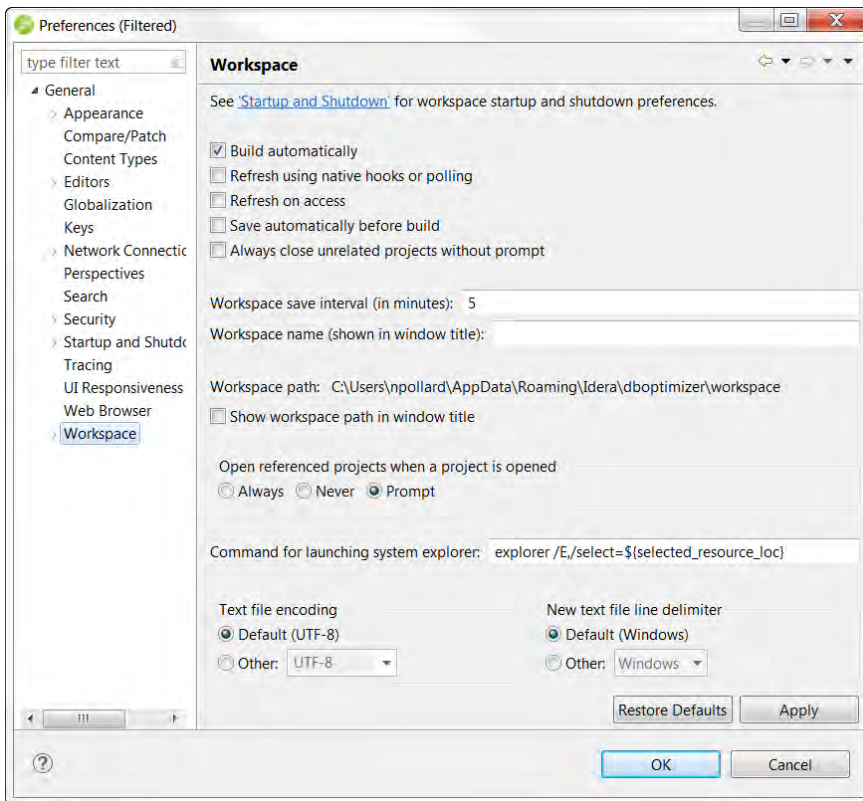 Preferences (Filtered)
type filter text
General
Appearance
Compare/Patch
Content Types
Editors
Globalization
Keys
Network Connectic
Perspectives
Search
Security
Startup and Shutdo
Tracing
UI Responsiveness
Web Browser
Workspace
Workspace
See 'Startup and Shutdown' for workspace startup and shutdown preferences.
Build automatically
Refresh using native hooks or polling
Refresh on access
Save automatically before build
Always close unrelated projects without prompt
Workspace save interval (in minutes): 5
Workspace name (shown in window title):
Workspace path: C:\Users\npollard\AppData\Roaming\Idera\dboptimizer\workspace
Show workspace path in window title
Open referenced projects when a project is opened
Always Never Prompt
Command for launching system explorer: explorer /E,/select=${selected_resource_loc}
Text file encoding
Default (UTF-8)
Other: UTF-8
New text file line delimiter
Default (Windows)
Other: Windows
Restore Defaults Apply
OK Cancel